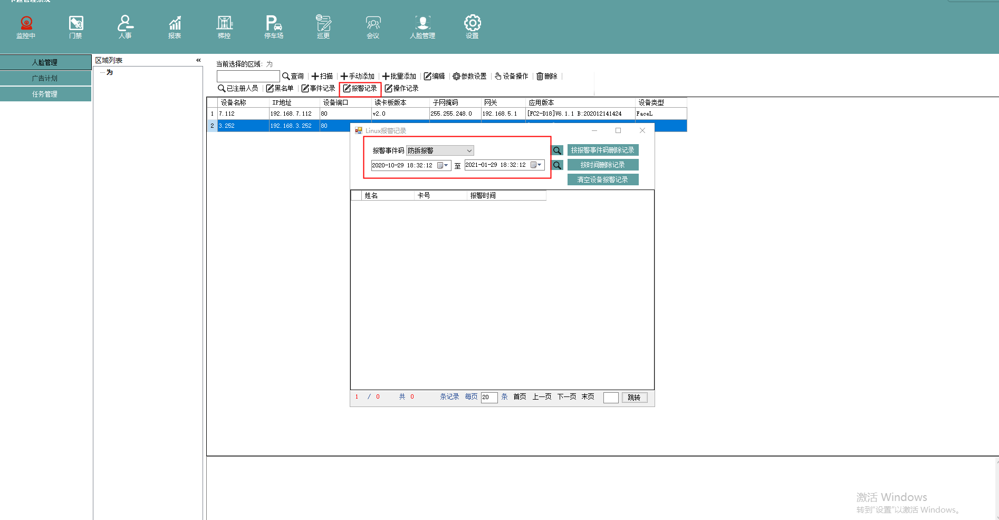 监控中 门禁 人事 报表 梯控 停车场 巡更 会议 人脸管理 设置
人脸管理
广告计划
任务管理
区域列表 «
为
当前选择的区域: 为
查询 扫描 手动添加 批量添加 编辑 参数设置 设备操作 删除
已注册人员 黑名单 事件记录 报警记录 操作记录
设备名称 IP地址 设备端口 读卡板版本 子网掩码 网关 应用版本 设备类型
1 7.112 192.168.7.112 80 v2.0 255.255.248.0 192.168.5.1 [FC2-D18]V6.1.1 B:202012141424 FaceL
2 3.252 192.168.3.252 80
Linux报警记录
报警事件码 防拆报警 按报警事件码删除记录
2020-10-29 18:32:12 至 2021-01-29 18:32:12 按时间删除记录
清空设备报警记录
姓名 卡号 报警时间
1 / 0 共 0 条记录 每页 20 条 首页 上一页 下一页 末页 跳转
激活 Windows
转到“设置”以激活 Windows。